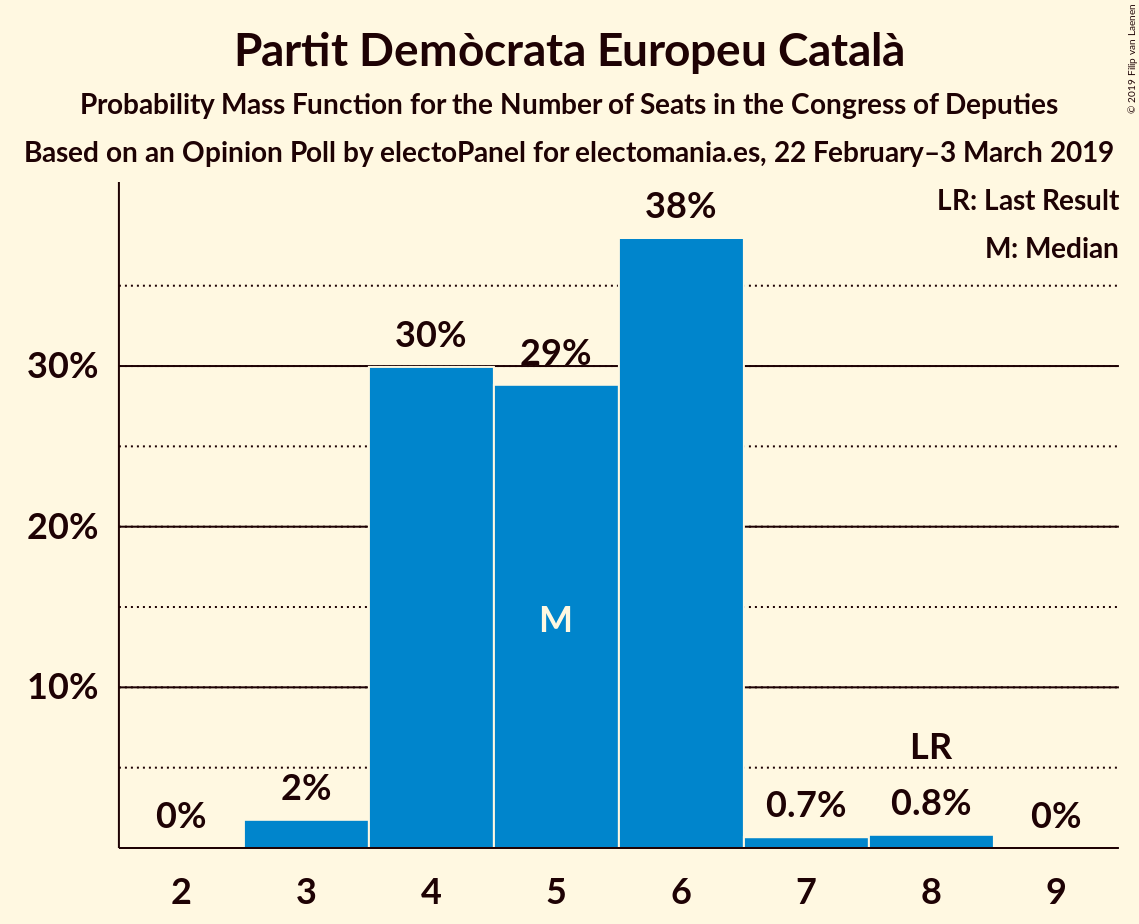 Partit Demòcrata Europeu Català
Probability Mass Function for the Number of Seats in the Congress of Deputies
Based on an Opinion Poll by electoPanel for electomania.es, 22 February–3 March 2019
© 2019 Filip van Laenen
LR: Last Result
M: Median
38%
30%
29%
30%
20%
10%
M
LR
0%
2%
0.7%
0.8%
0%
2 3 4 5 6 7 8 9